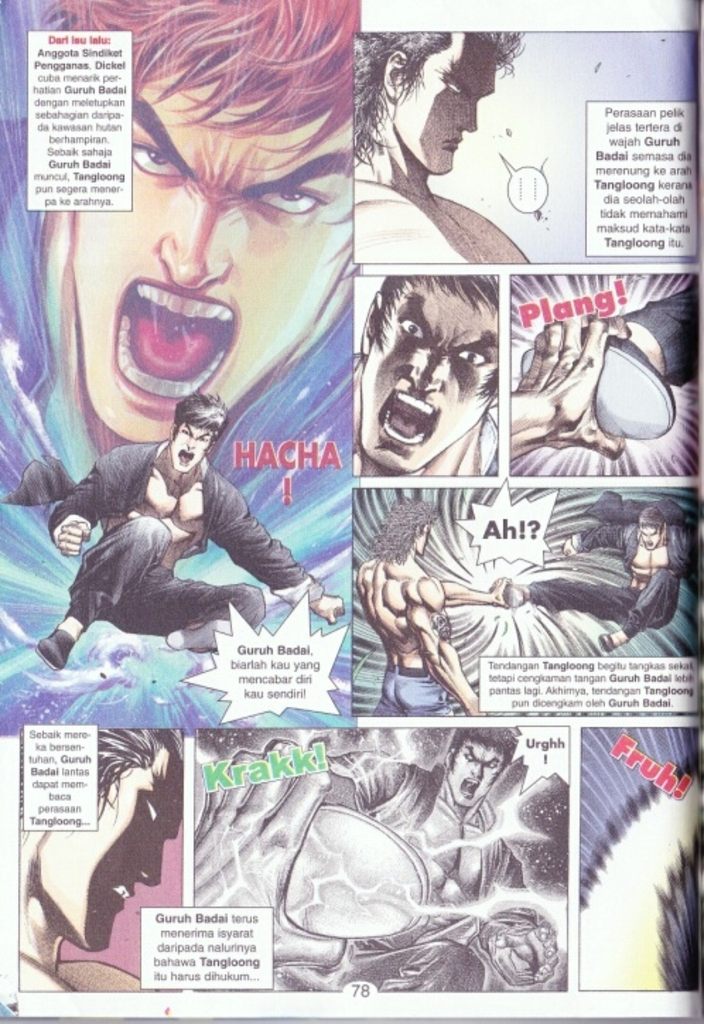 Dari isu lalu:
Anggota Sindiket
Pengganas, Dickel
cuba menarik per-
hatian Guruh Badai
dengan meletupkan
sebahagian daripa-
da kawasan hutan
berhampiran.
Sebaik sahaja
Guruh Badai
muncul, Tangloong
pun segera mener-
pa ke arahnya.
Perasaan pelik
jelas tertera di
wajah Guruh
Badai semasa dia
merenung ke arah
Tangloong kerana
dia seolah-olah
tidak memahami
maksud kata-kata
Tangloong itu.
HACHA
!
Guruh Badai,
biarlah kau yang
mencabar diri
kau sendiri!
Plang!
Ah!?
Tendangan Tangloong begitu tangkas sekali,
tetapi cengkaman tangan Guruh Badai lebih
pantas lagi. Akhirnya, tendangan Tangloong
pun dicengkam oleh Guruh Badai.
Sebaik mere-
ka bersen-
tuhan, Guruh
Badai lantas
dapat mem-
baca
perasaan
Tangloong...
Krakk!
Urghh
!
Fruh!
Guruh Badai terus
menerima isyarat
daripada nalurinya
bahawa Tangloong
itu harus dihukum...
78